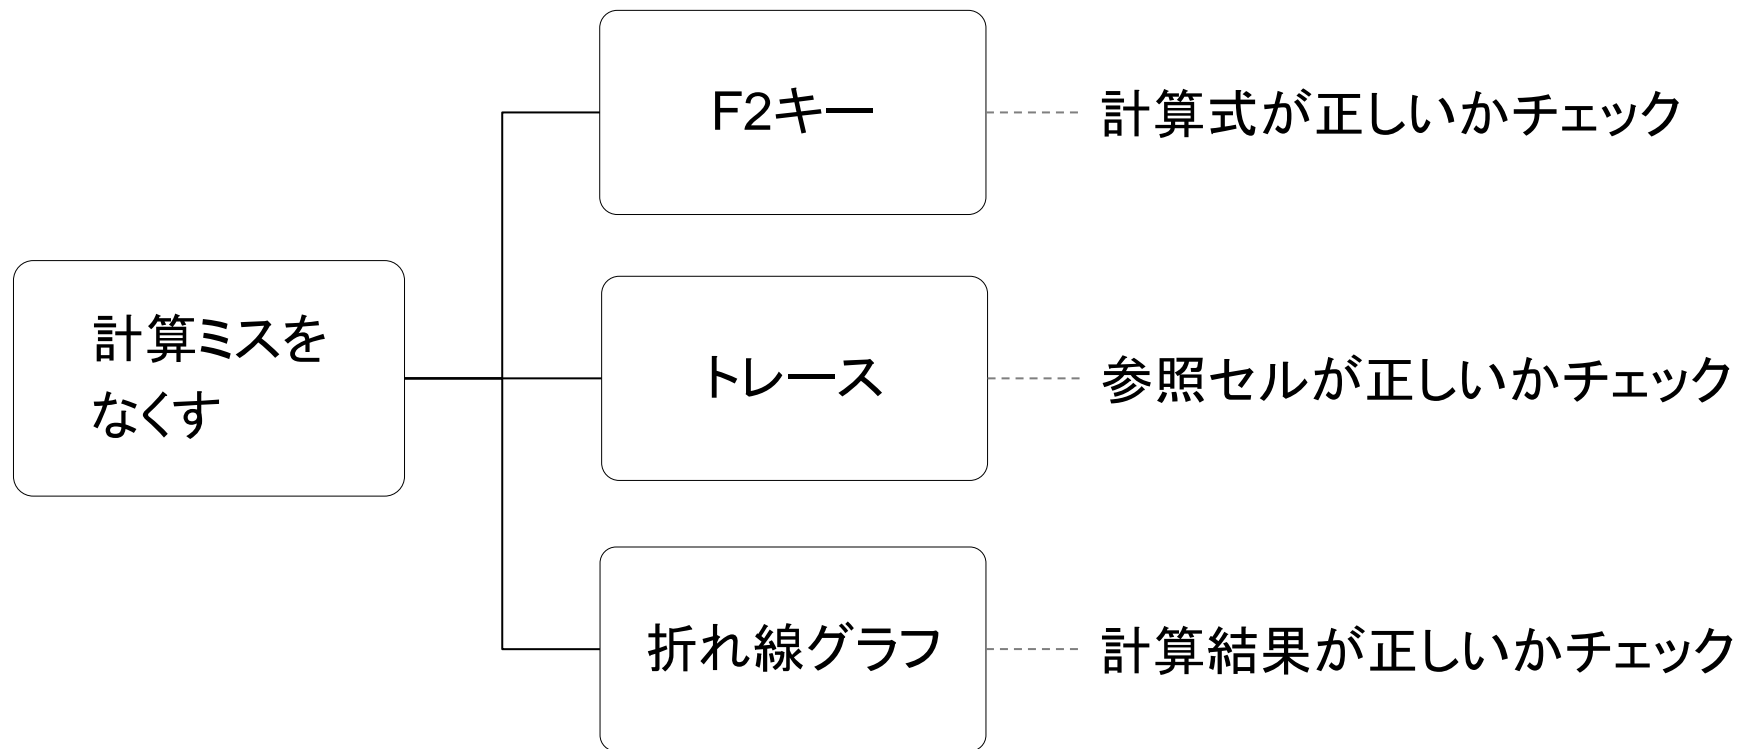 F2キー
計算式が正しいかチェック
計算ミスを
なくす
トレース
参照セルが正しいかチェック
折れ線グラフ
計算結果が正しいかチェック